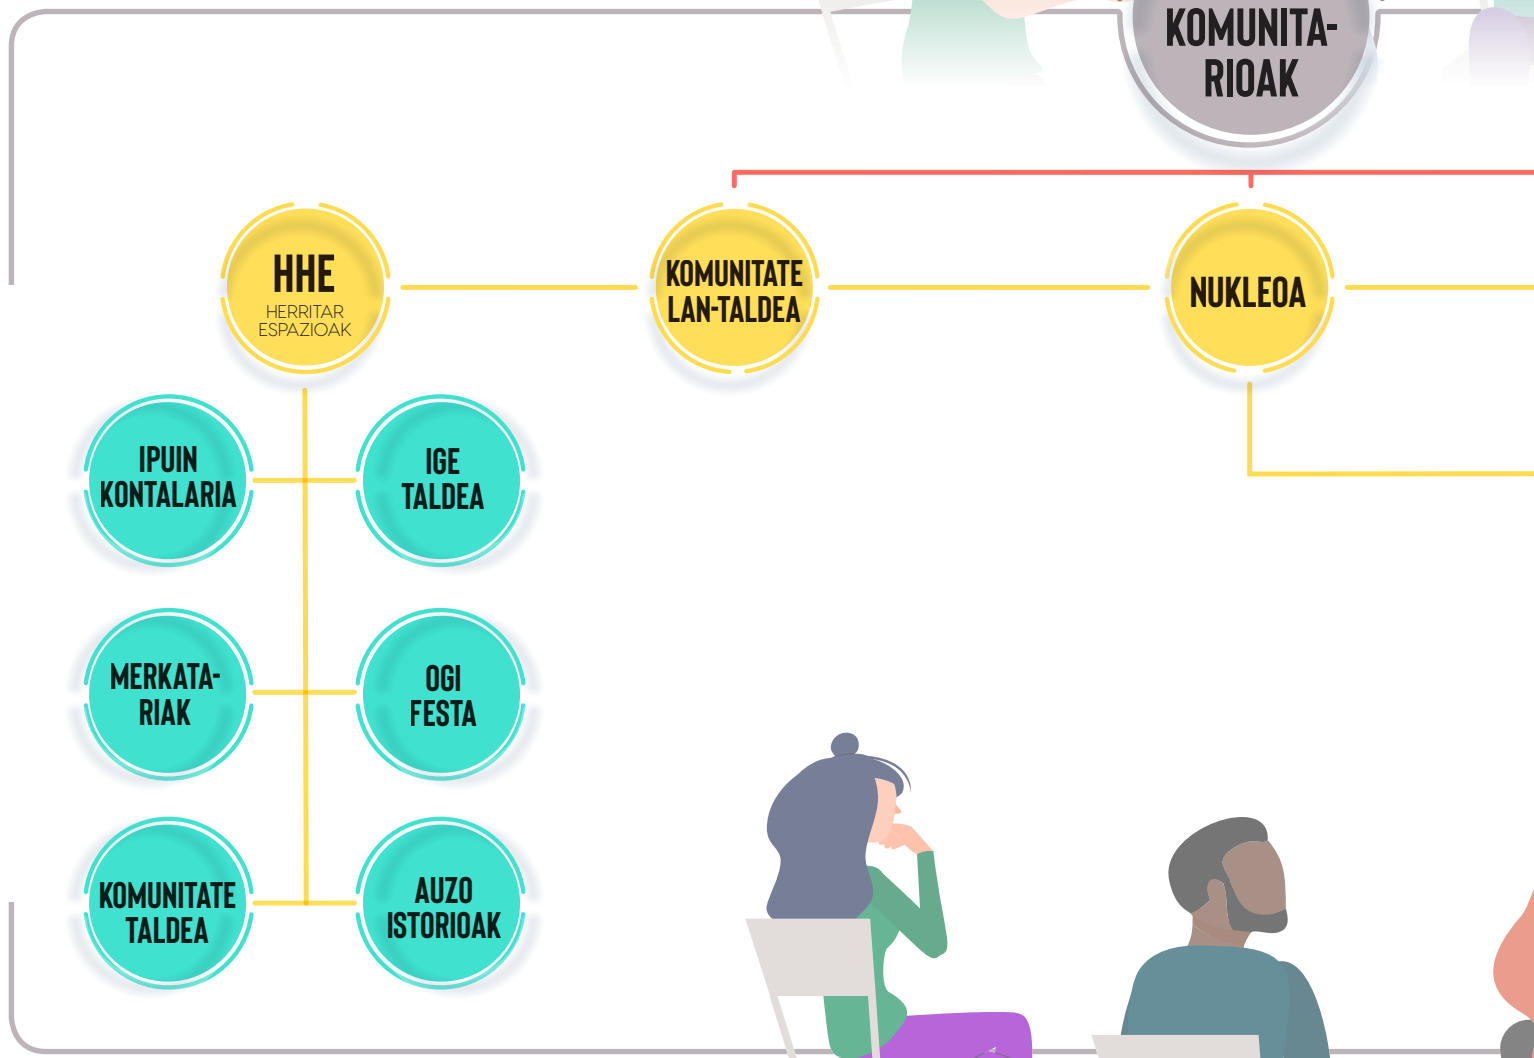 KOMUNITA-
RIOAK
HHE
HERRITAR
ESPAZIOAK
KOMUNITATE
LAN-TALDEA
NUKLEOA
IPUIN
KONTALARIA
IGE
TALDEA
MERKATA-
RIAK
OGI
FESTA
KOMUNITATE
TALDEA
AUZO
ISTORIOAK